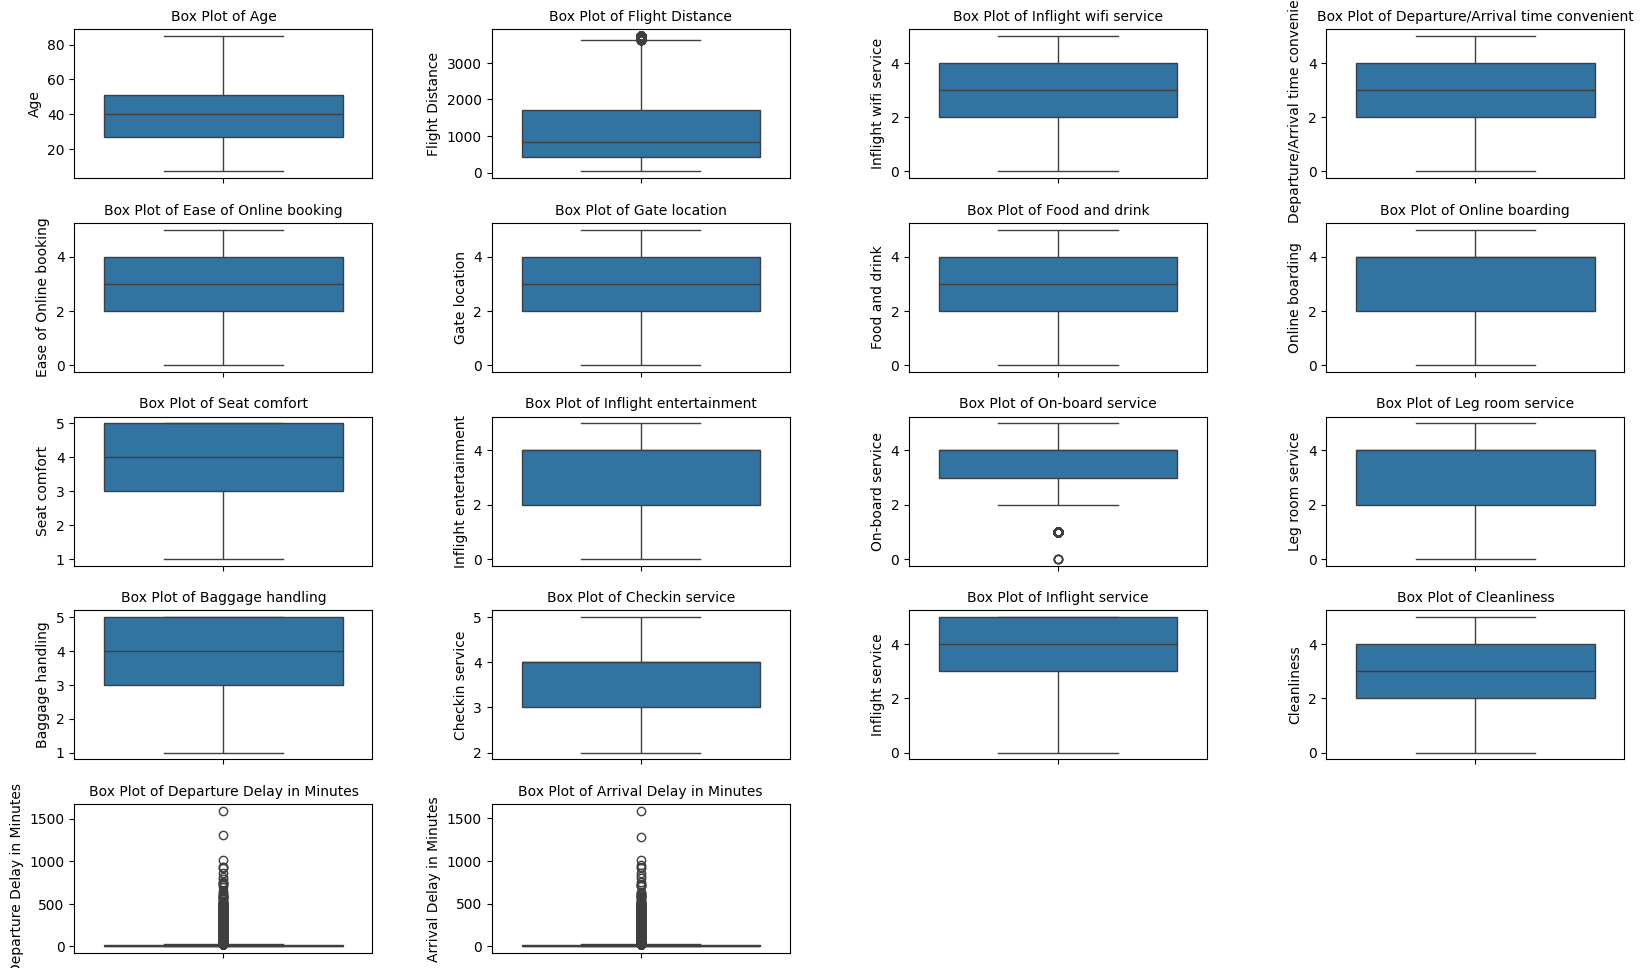 Box Plot of Age
Age
80
60
40
20
Box Plot of Flight Distance
Flight Distance
3000
2000
1000
0
Box Plot of Inflight wifi service
Inflight wifi service
4
2
0
Box Plot of Departure/Arrival time convenient
Departure/Arrival time convenie
4
2
0
Box Plot of Ease of Online booking
Ease of Online booking
4
2
0
Box Plot of Gate location
Gate location
4
2
0
Box Plot of Food and drink
Food and drink
4
2
0
Box Plot of Online boarding
Online boarding
4
2
0
Box Plot of Seat comfort
Seat comfort
5
4
3
2
1
Box Plot of Inflight entertainment
Inflight entertainment
4
2
0
Box Plot of On-board service
On-board service
4
2
0
Box Plot of Leg room service
Leg room service
4
2
0
Box Plot of Baggage handling
Baggage handling
5
4
3
2
1
Box Plot of Checkin service
Checkin service
5
4
3
2
Box Plot of Inflight service
Inflight service
4
2
0
Box Plot of Cleanliness
Cleanliness
4
2
0
Box Plot of Departure Delay in Minutes
Departure Delay in Minutes
1500
1000
500
0
Box Plot of Arrival Delay in Minutes
Arrival Delay in Minutes
1500
1000
500
0